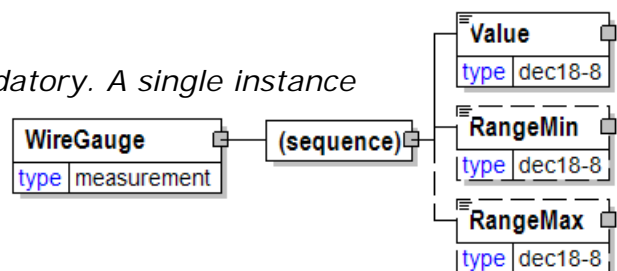 Value
type dec18-8
datory. A single instance
RangeMin
type dec18-8
WireGauge
type measurement
(sequence)
RangeMax
type dec18-8